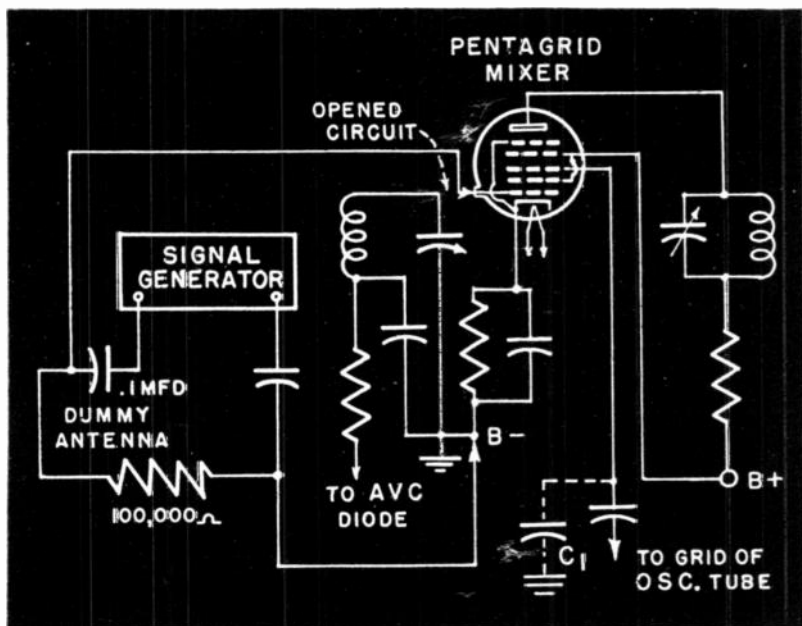 PENTAGRID
MIXER
OPENED
CIRCUIT
SIGNAL
GENERATOR
.1MFD
DUMMY
ANTENNA
100,000Ω
TO AVC
DIODE
B-
C1
B+
TO GRID OF
OSC. TUBE